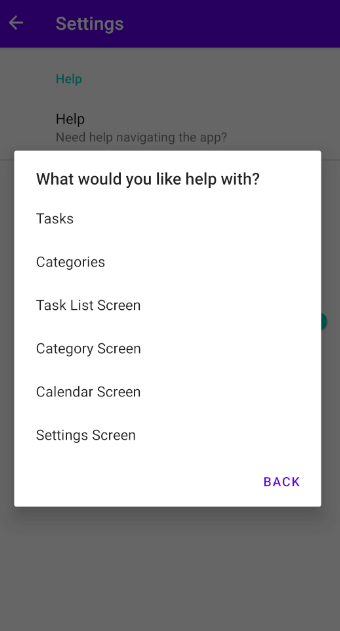 Settings
Help
Help
Need help navigating the app?
What would you like help with?
Tasks
Categories
Task List Screen
Category Screen
Calendar Screen
Settings Screen
BACK